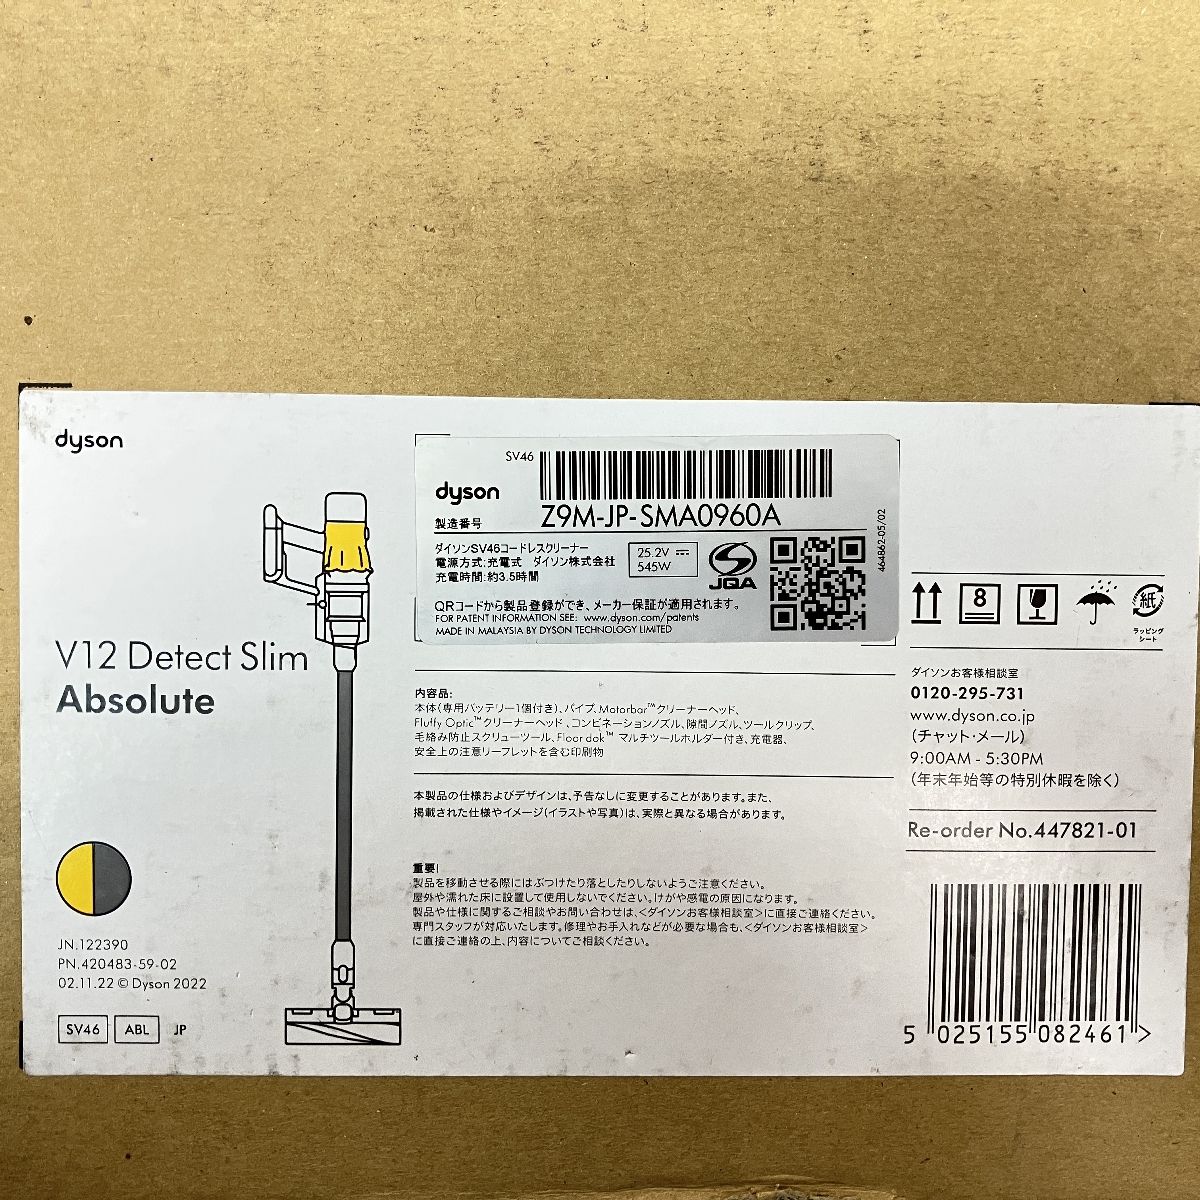 dyson
V12 Detect Slim
Absolute
JN.122390
PN.420483-59-02
02.11.22 © Dyson 2022
SV46 ABL JP
SV46
dyson
製造番号
Z9M-JP-SMA0960A
ダイソンSV46コードレスクリーナー
電源方式:充電式 ダイソン株式会社
充電時間:約3.5時間
25.2V
545W
JQA
464862-05/02
QRコードから製品登録ができ、メーカー保証が適用されます。
FOR PATENT INFORMATION SEE: www.dyson.com/patents
MADE IN MALAYSIA BY DYSON TECHNOLOGY LIMITED
内容品:
本体(専用バッテリー1個付き)、パイプ、Motorbar™クリーナーヘッド、
Fluffy Optic™クリーナーヘッド、コンビネーションノズル、隙間ノズル、ツールクリップ、
毛絡み防止スクリューツール、Floor dok™ マルチツールホルダー付き、充電器、
安全上の注意リーフレットを含む印刷物
本製品の仕様およびデザインは、予告なしに変更することがあります。また、
掲載された仕様やイメージ(イラストや写真)は、実際と異なる場合があります。
重要!
製品を移動させる際にはぶつけたり落としたりしないようご注意ください。
屋外や濡れた床に設置して使用しないでください。けがや感電の原因になります。
製品や仕様に関するご相談やお問い合わせは、<ダイソンお客様相談室>に直接ご連絡ください。
専門スタッフが対応いたします。修理やお手入れなどが必要な場合も、<ダイソンお客様相談室>
に直接ご連絡の上、内容についてご相談ください。
8
紙
ラッピング
シート
ダイソンお客様相談室
0120-295-731
www.dyson.co.jp
(チャット・メール)
9:00AM - 5:30PM
(年末年始等の特別休暇を除く)
Re-order No.447821-01
5 025155 082461 >